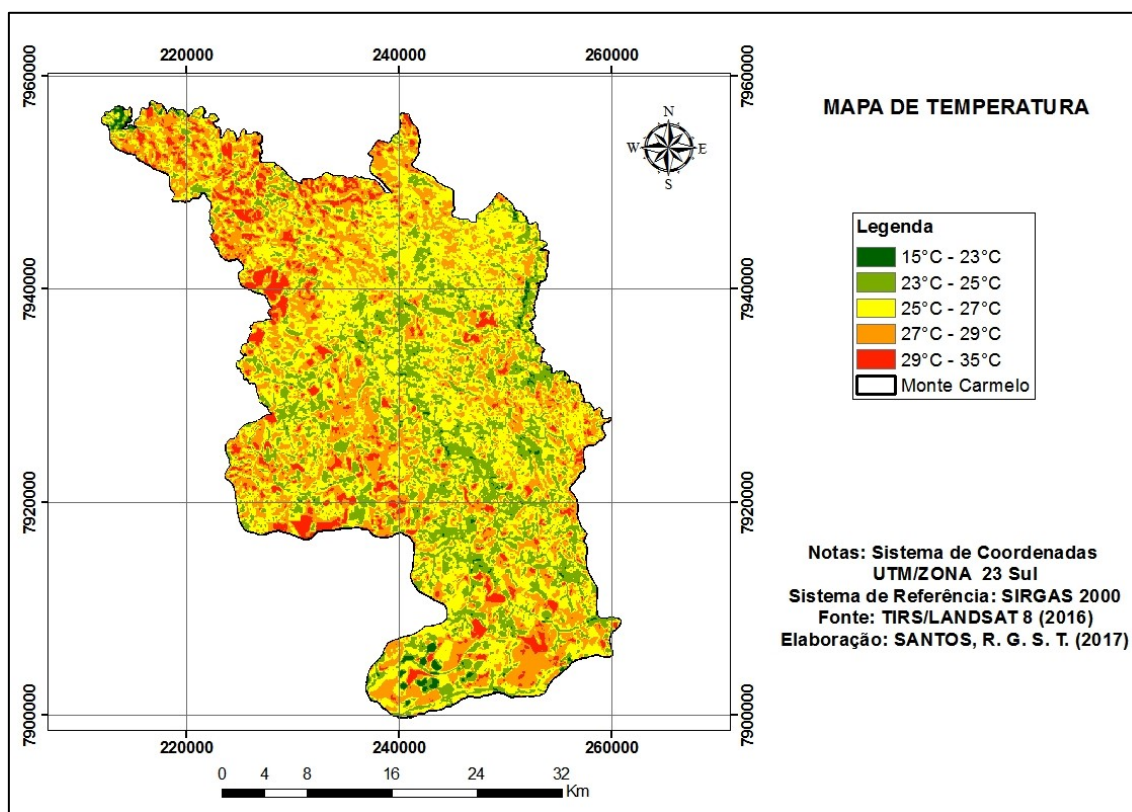 220000 240000 260000
7960000 7960000
MAPA DE TEMPERATURA
N
W E
S
Legenda
15°C - 23°C
23°C - 25°C
25°C - 27°C
27°C - 29°C
29°C - 35°C
Monte Carmelo
7940000 7940000
7920000 7920000
Notas: Sistema de Coordenadas
UTM/ZONA 23 Sul
Sistema de Referência: SIRGAS 2000
Fonte: TIRS/LANDSAT 8 (2016)
Elaboração: SANTOS, R. G. S. T. (2017)
7900000 7900000
220000 240000 260000
0 4 8 16 24 32
Km